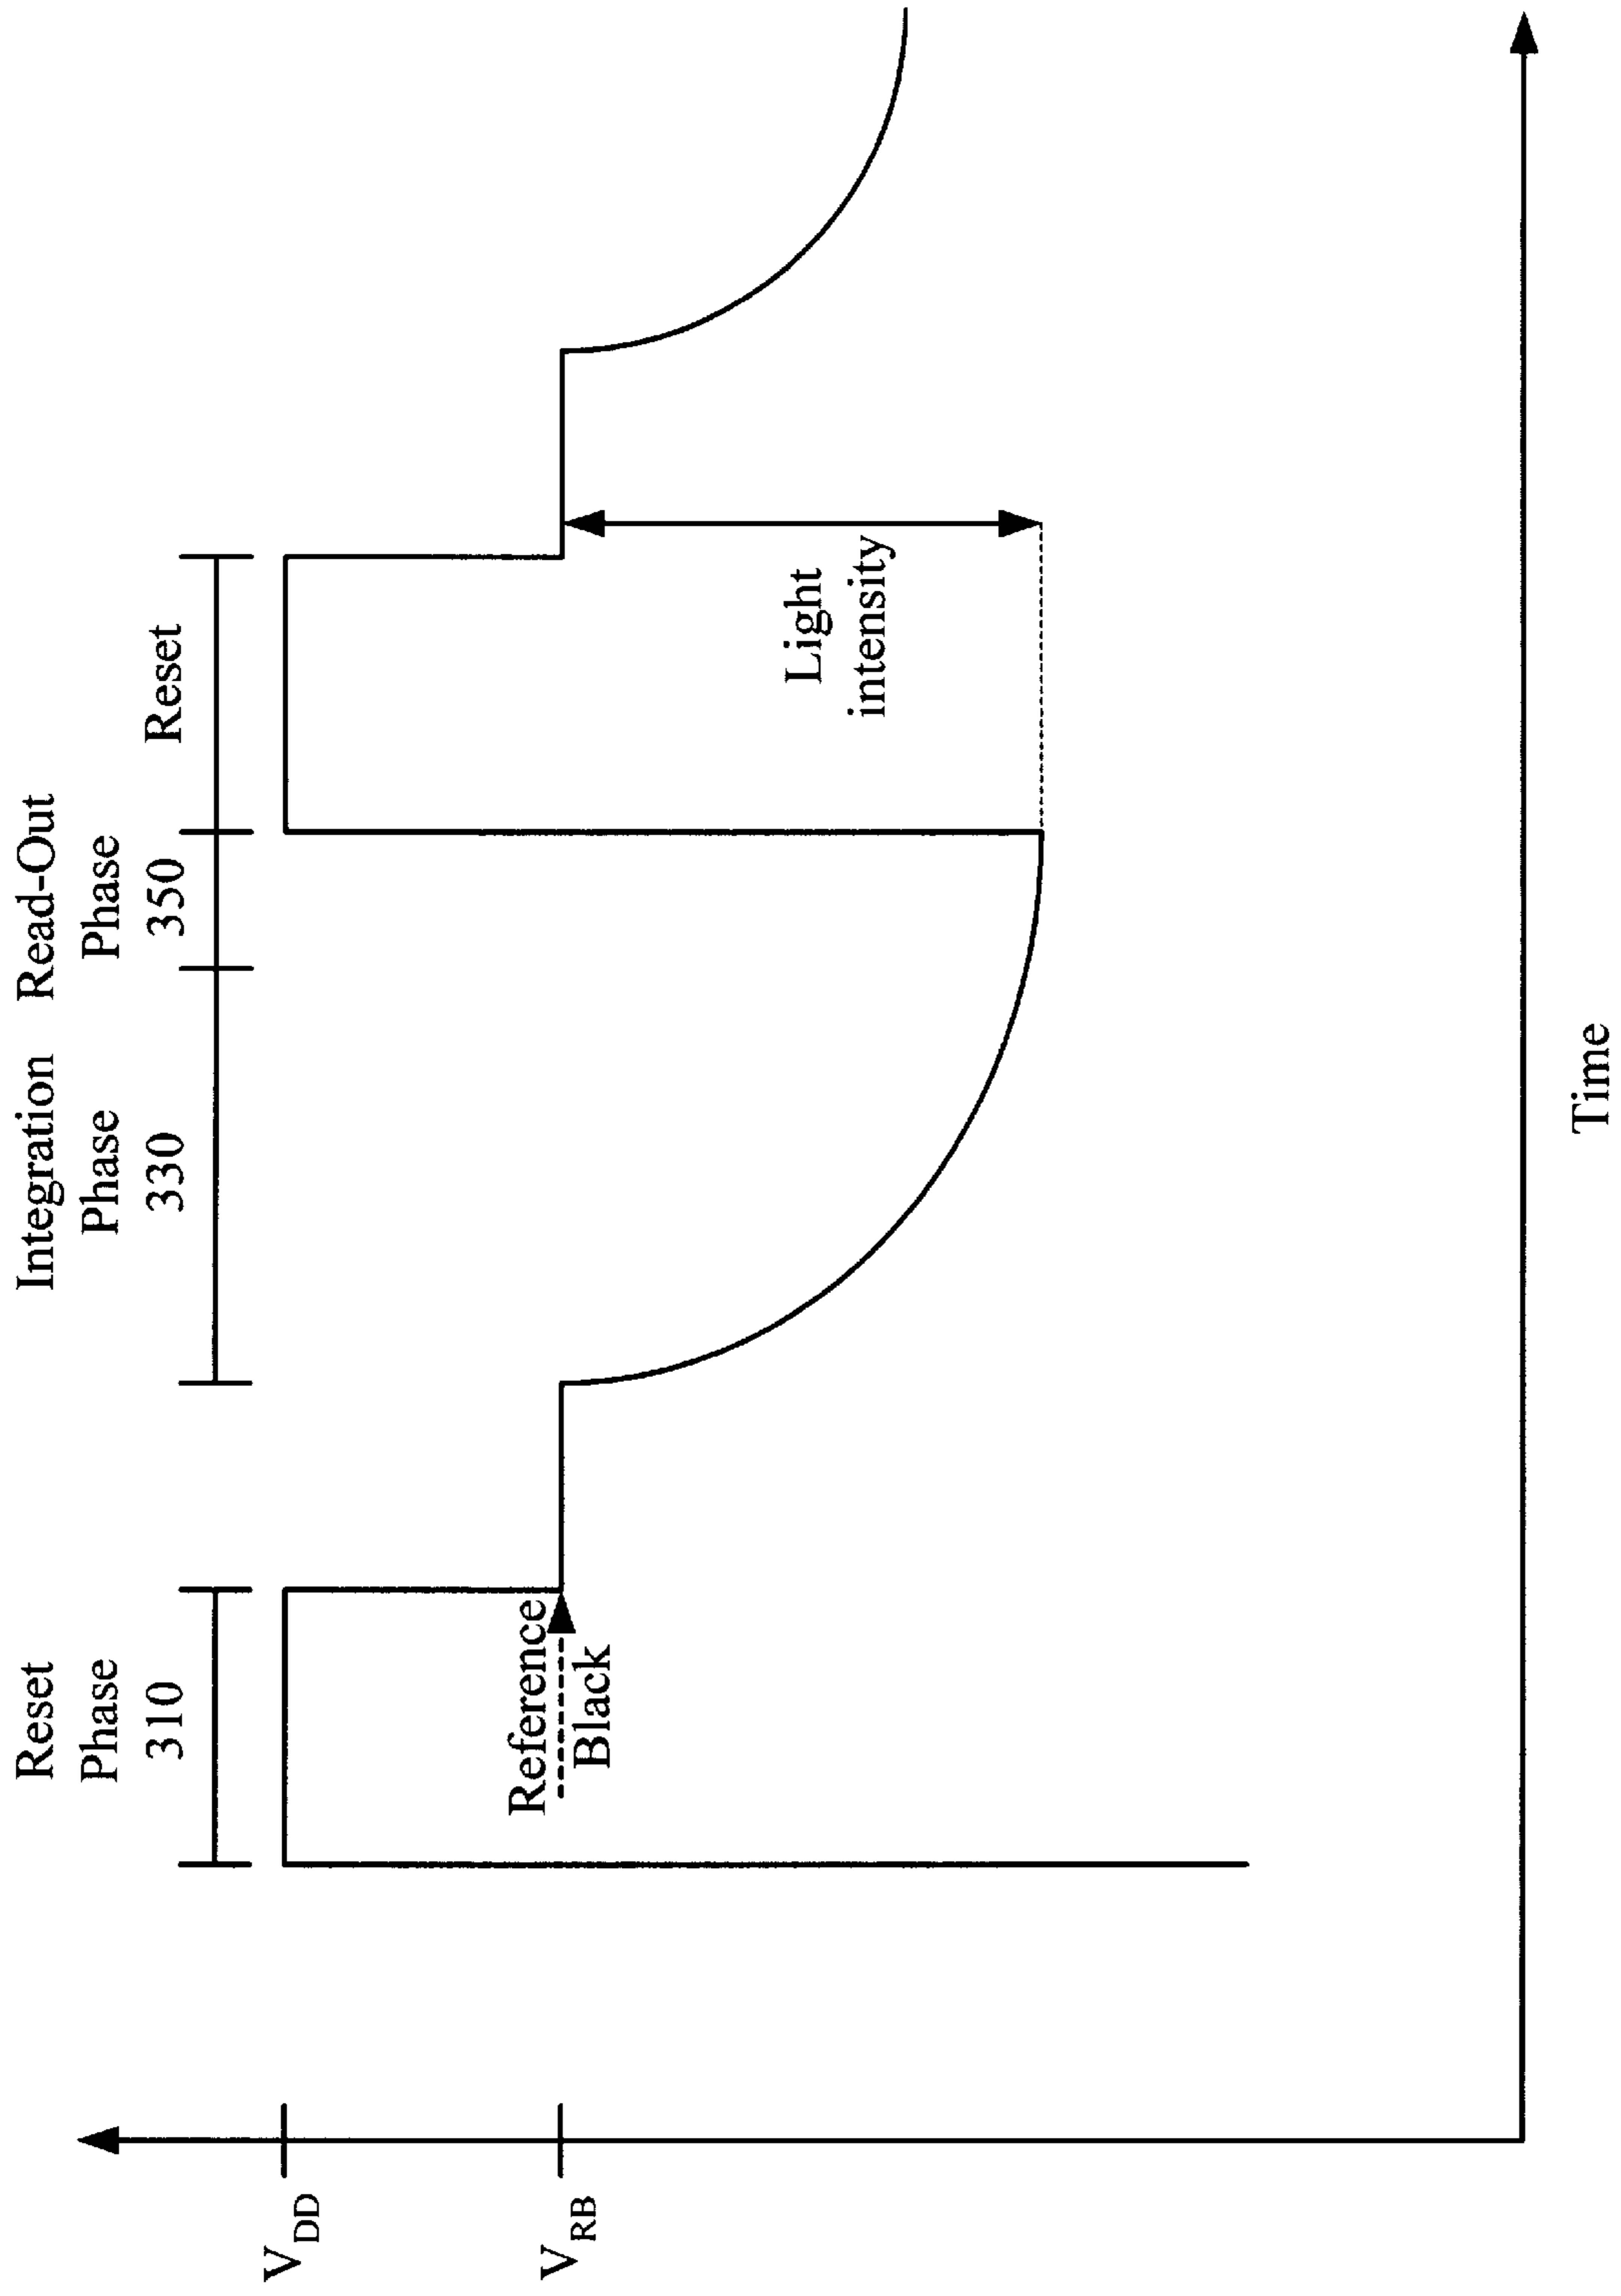 Reset
Phase
310
Integration
Phase
330
Read-Out
Phase
350
Reset
V_DD
V_RB
Reference
Black
Light
intensity
Time